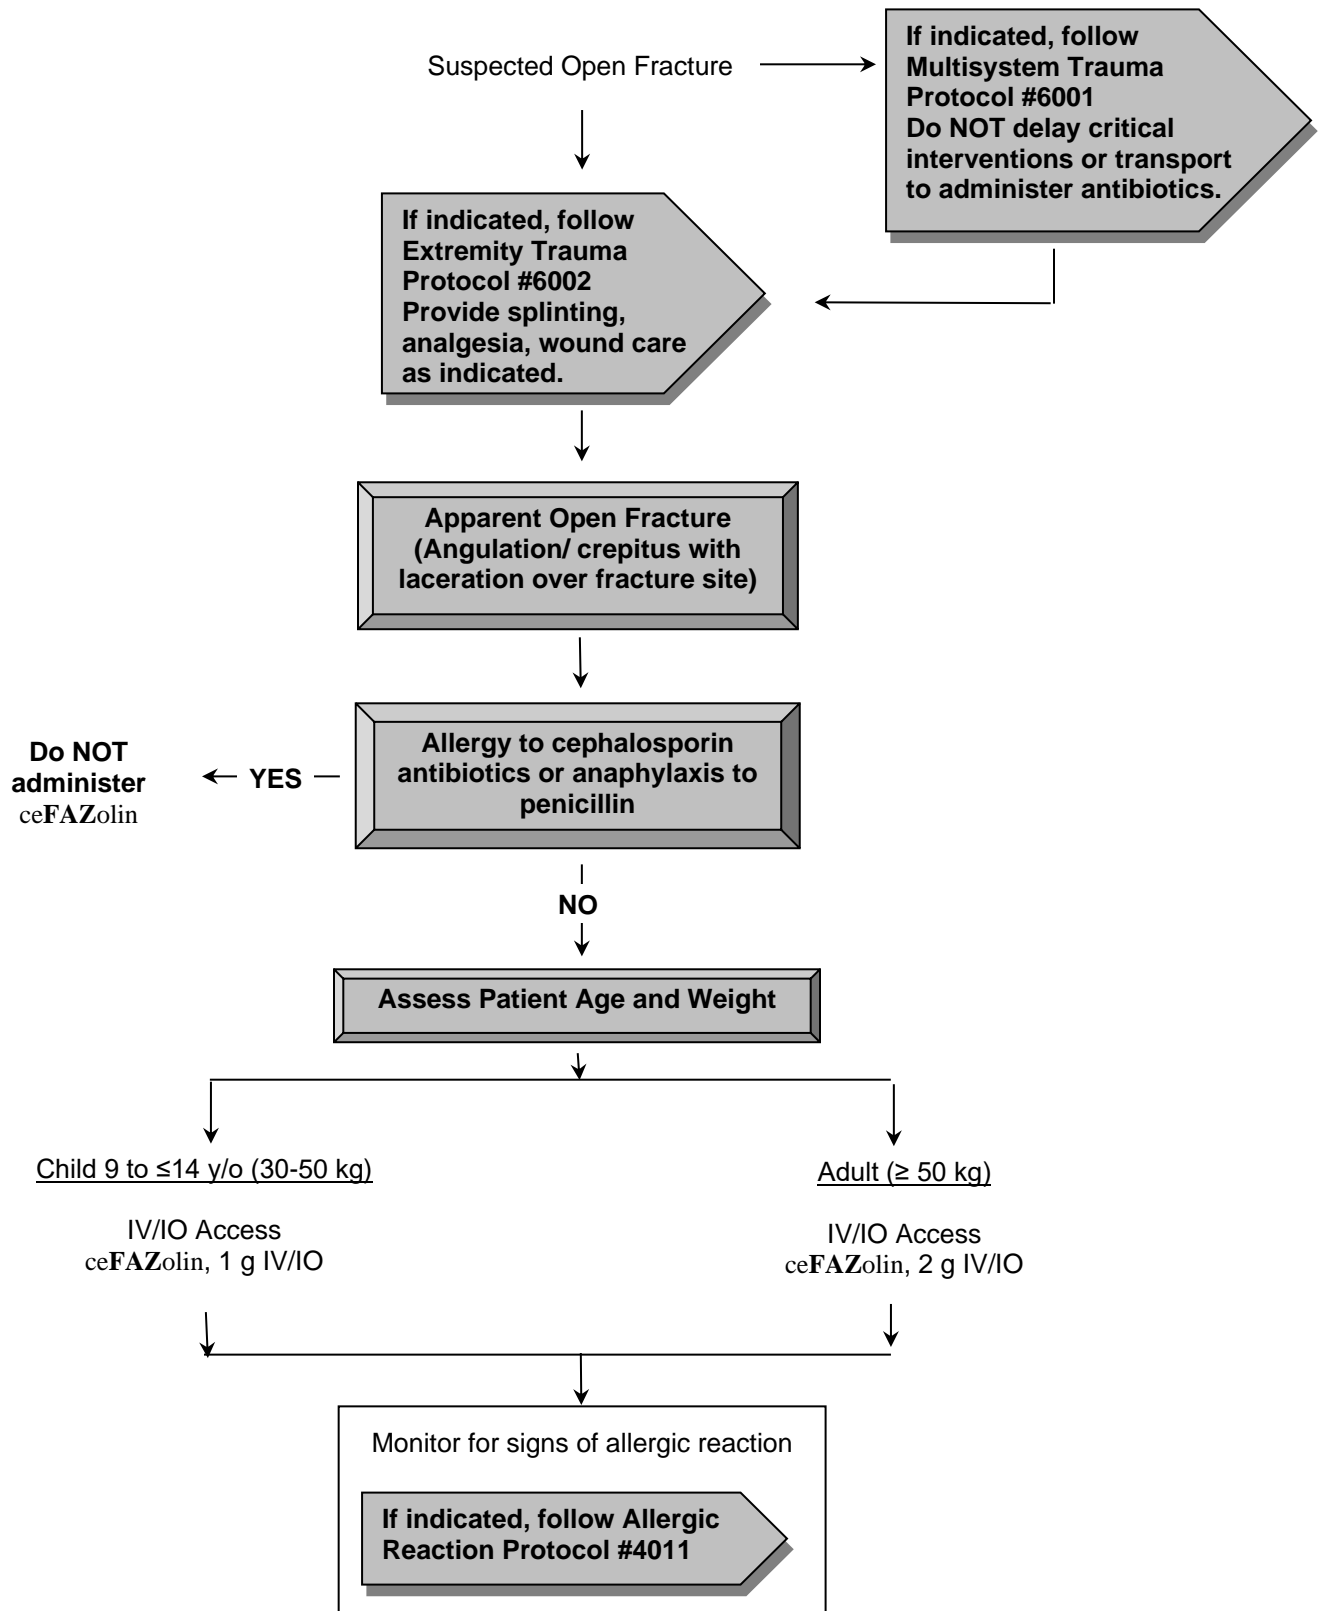 Suspected Open Fracture
If indicated, follow
Multisystem Trauma
Protocol #6001
Do NOT delay critical
interventions or transport
to administer antibiotics.
If indicated, follow
Extremity Trauma
Protocol #6002
Provide splinting,
analgesia, wound care
as indicated.
Apparent Open Fracture
(Angulation/ crepitus with
laceration over fracture site)
Allergy to cephalosporin
antibiotics or anaphylaxis to
penicillin
YES
Do NOT
administer
ceFAZolin
NO
Assess Patient Age and Weight
Child 9 to ≤14 y/o (30-50 kg)
IV/IO Access
ceFAZolin, 1 g IV/IO
Adult (≥ 50 kg)
IV/IO Access
ceFAZolin, 2 g IV/IO
Monitor for signs of allergic reaction
If indicated, follow Allergic
Reaction Protocol #4011